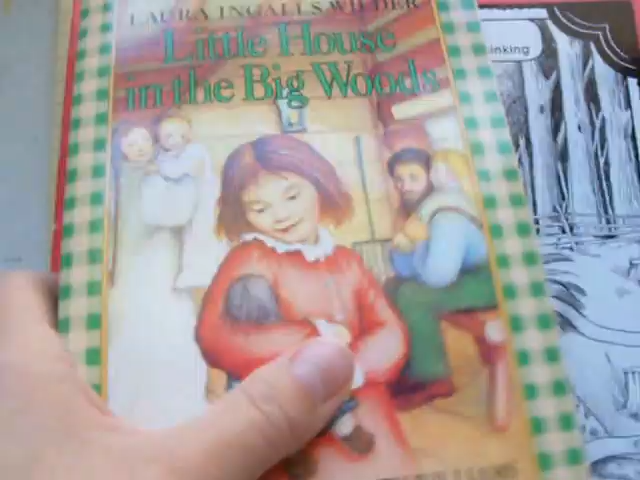 LAURA INGALLS WILDER
Little House
in the Big Woods
inking